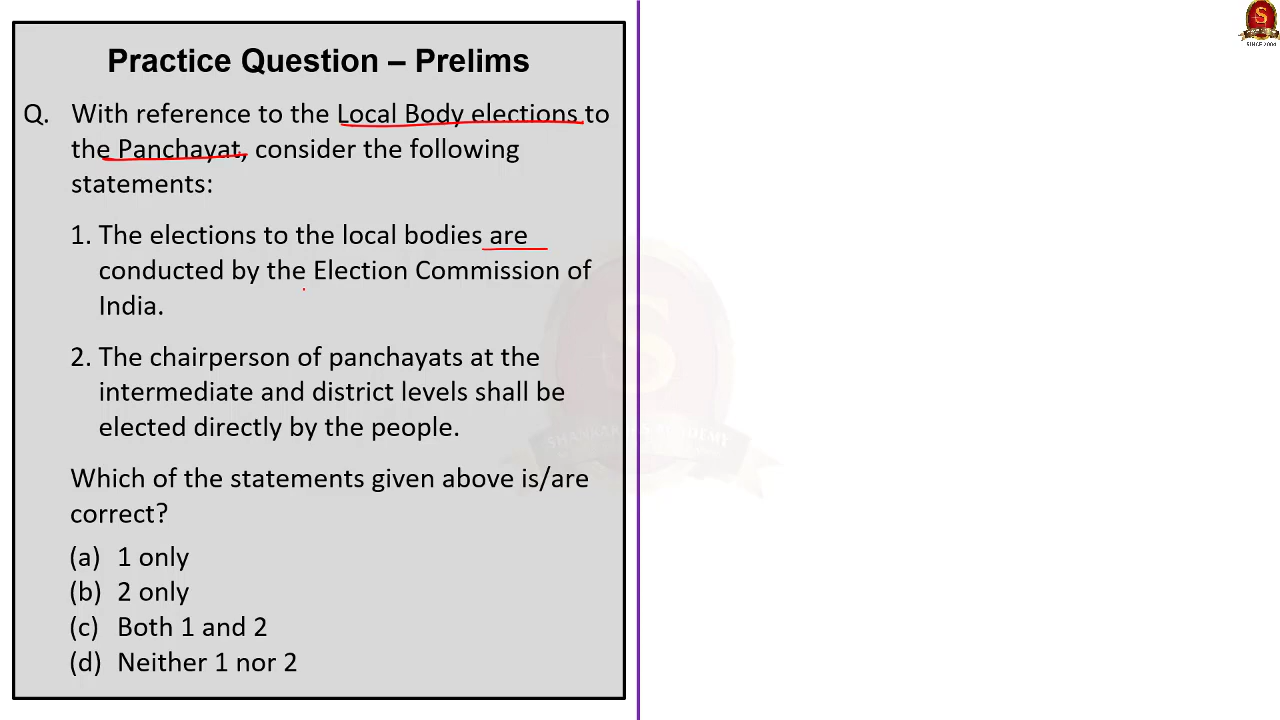 S
SINCE 2004
Practice Question – Prelims
Q. With reference to the Local Body elections to
the Panchayat, consider the following
statements:
1. The elections to the local bodies are
conducted by the Election Commission of
India.
2. The chairperson of panchayats at the
intermediate and district levels shall be
elected directly by the people.
Which of the statements given above is/are
correct?
(a) 1 only
(b) 2 only
(c) Both 1 and 2
(d) Neither 1 nor 2